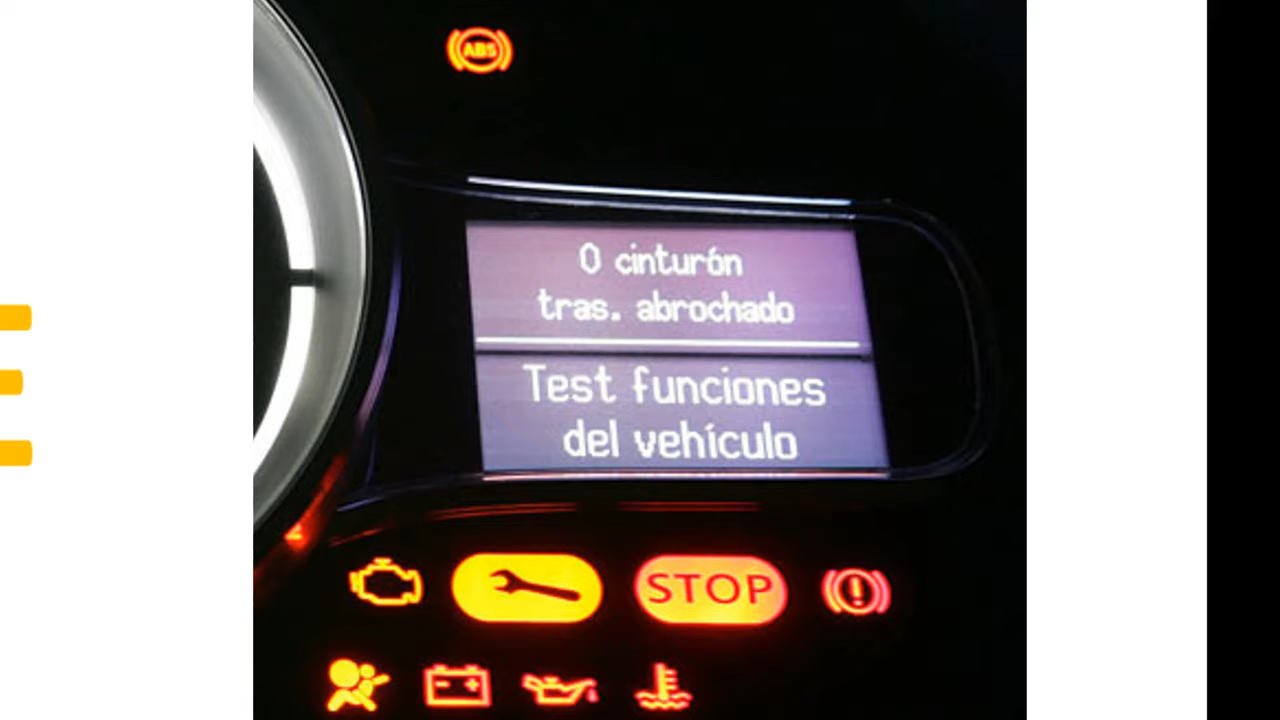 ABS
0 cinturón
tras. abrochado
Test funciones
del vehículo
STOP